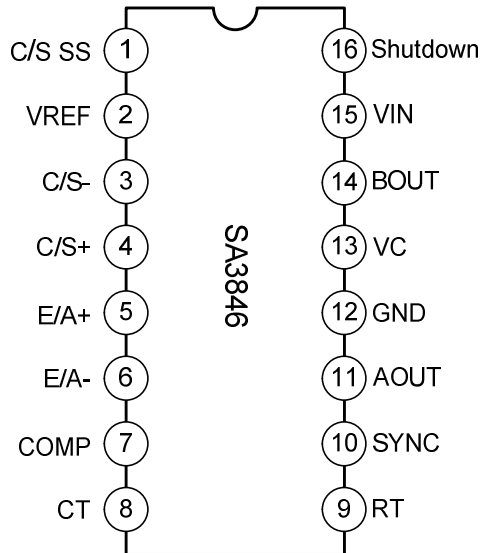 C/S SS 1 16 Shutdown
VREF 2 15 VIN
C/S- 3 14 BOUT
C/S+ 4 13 VC
SA3846
E/A+ 5 12 GND
E/A- 6 11 AOUT
COMP 7 10 SYNC
CT 8 9 RT